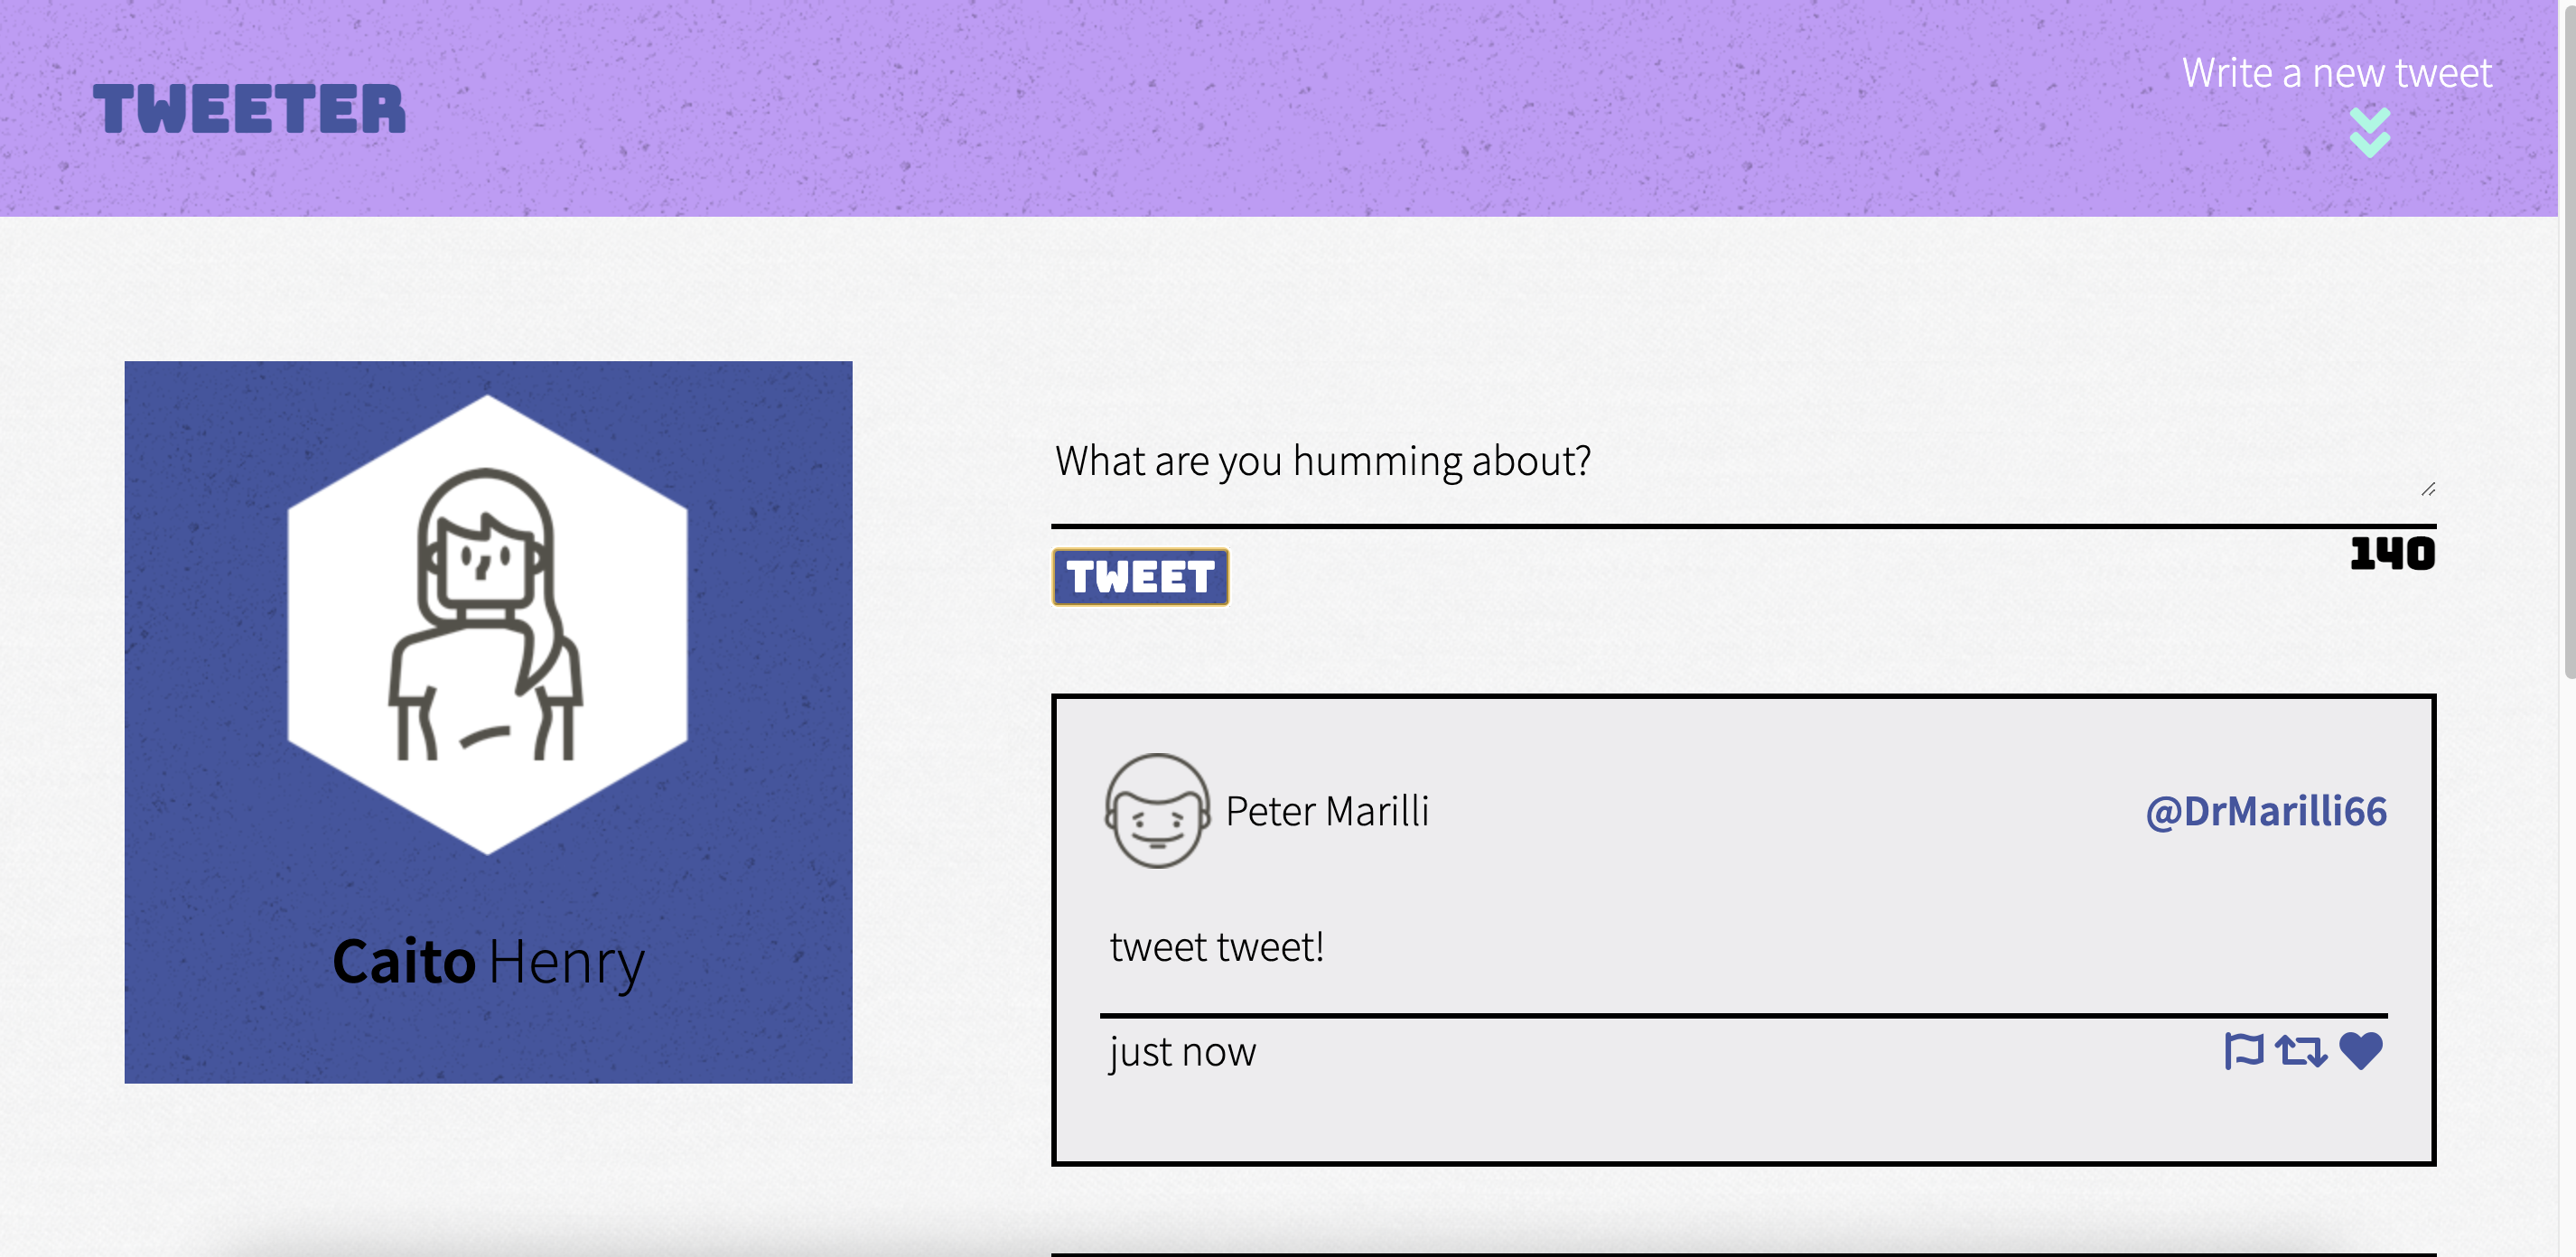 TWEETER
Write a new tweet
What are you humming about?
TWEET
140
Caito Henry
Peter Marilli
@DrMarilli66
tweet tweet!
just now